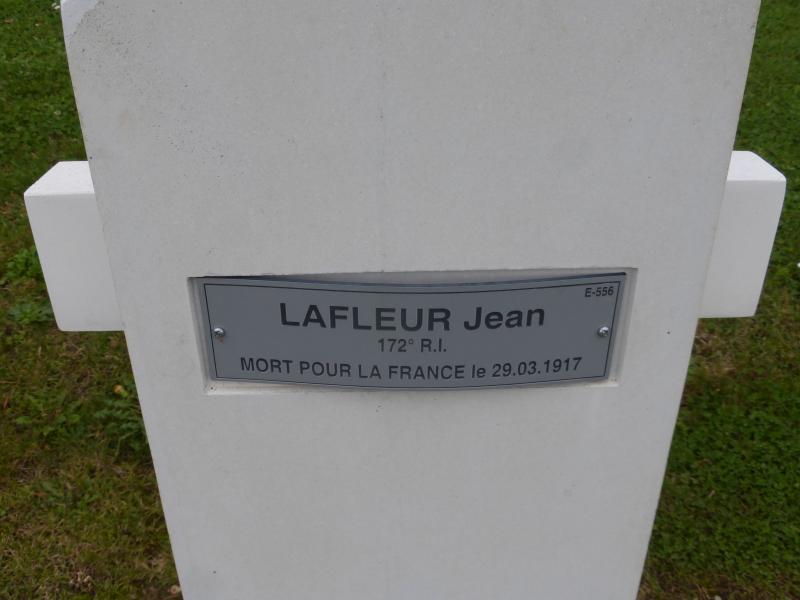 E-556
LAFLEUR Jean
172° R.I.
MORT POUR LA FRANCE le 29.03.1917